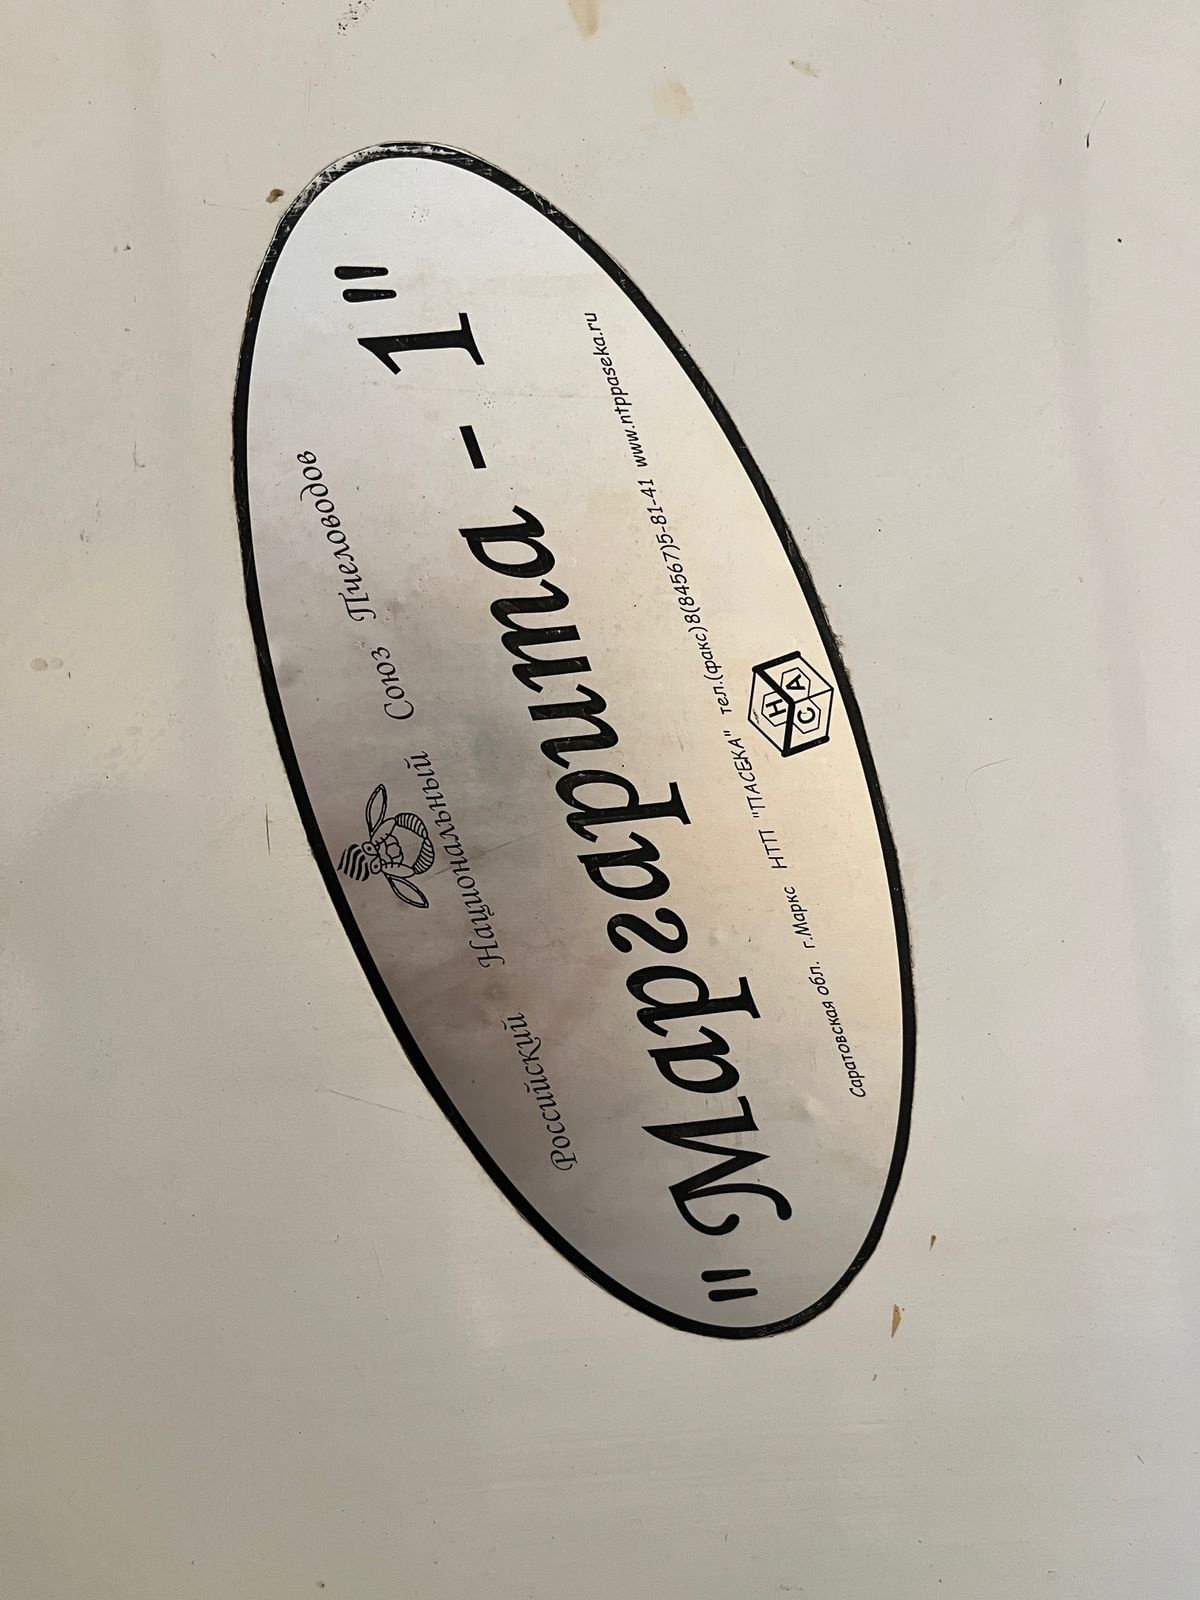 Российский Национальный Союз Пчеловодов
"Маргарита - 1"
Саратовская обл. г.Маркс НТП "ПАСЕКА" тел.(факс)8(84567)5-81-41 www.ntppaseka.ru
Н
С А